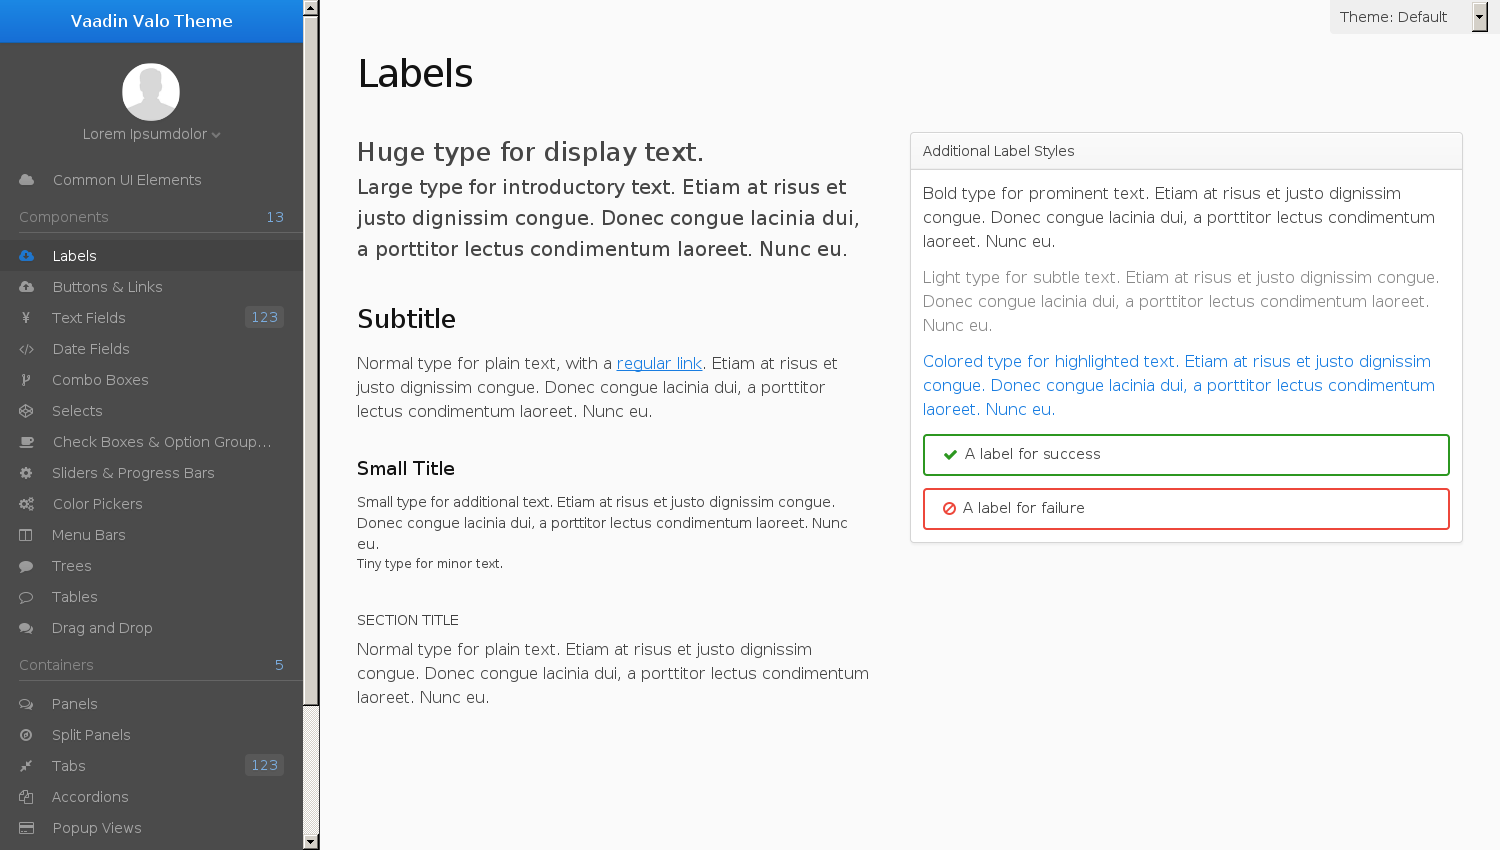 Vaadin Valo Theme
Lorem Ipsumdolor
Common UI Elements
Components 13
Labels
Buttons & Links
Text Fields 123
Date Fields
Combo Boxes
Selects
Check Boxes & Option Group...
Sliders & Progress Bars
Color Pickers
Menu Bars
Trees
Tables
Drag and Drop
Containers 5
Panels
Split Panels
Tabs 123
Accordions
Popup Views
Theme: Default
Labels
Huge type for display text.
Large type for introductory text. Etiam at risus et
justo dignissim congue. Donec congue lacinia dui,
a porttitor lectus condimentum laoreet. Nunc eu.
Subtitle
Normal type for plain text, with a regular link. Etiam at risus et
justo dignissim congue. Donec congue lacinia dui, a porttitor
lectus condimentum laoreet. Nunc eu.
Small Title
Small type for additional text. Etiam at risus et justo dignissim congue.
Donec congue lacinia dui, a porttitor lectus condimentum laoreet. Nunc
eu.
Tiny type for minor text.
SECTION TITLE
Normal type for plain text. Etiam at risus et justo dignissim
congue. Donec congue lacinia dui, a porttitor lectus condimentum
laoreet. Nunc eu.
Additional Label Styles
Bold type for prominent text. Etiam at risus et justo dignissim
congue. Donec congue lacinia dui, a porttitor lectus condimentum
laoreet. Nunc eu.
Light type for subtle text. Etiam at risus et justo dignissim congue.
Donec congue lacinia dui, a porttitor lectus condimentum laoreet.
Nunc eu.
Colored type for highlighted text. Etiam at risus et justo dignissim
congue. Donec congue lacinia dui, a porttitor lectus condimentum
laoreet. Nunc eu.
A label for success
A label for failure